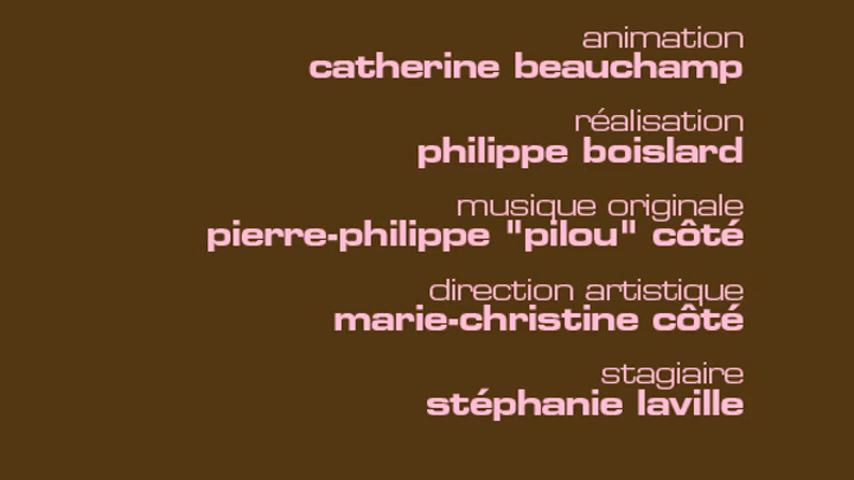 animation
catherine beauchamp
réalisation
philippe boislard
musique originale
pierre-philippe "pilou" côté
direction artistique
marie-christine côté
stagiaire
stéphanie laville